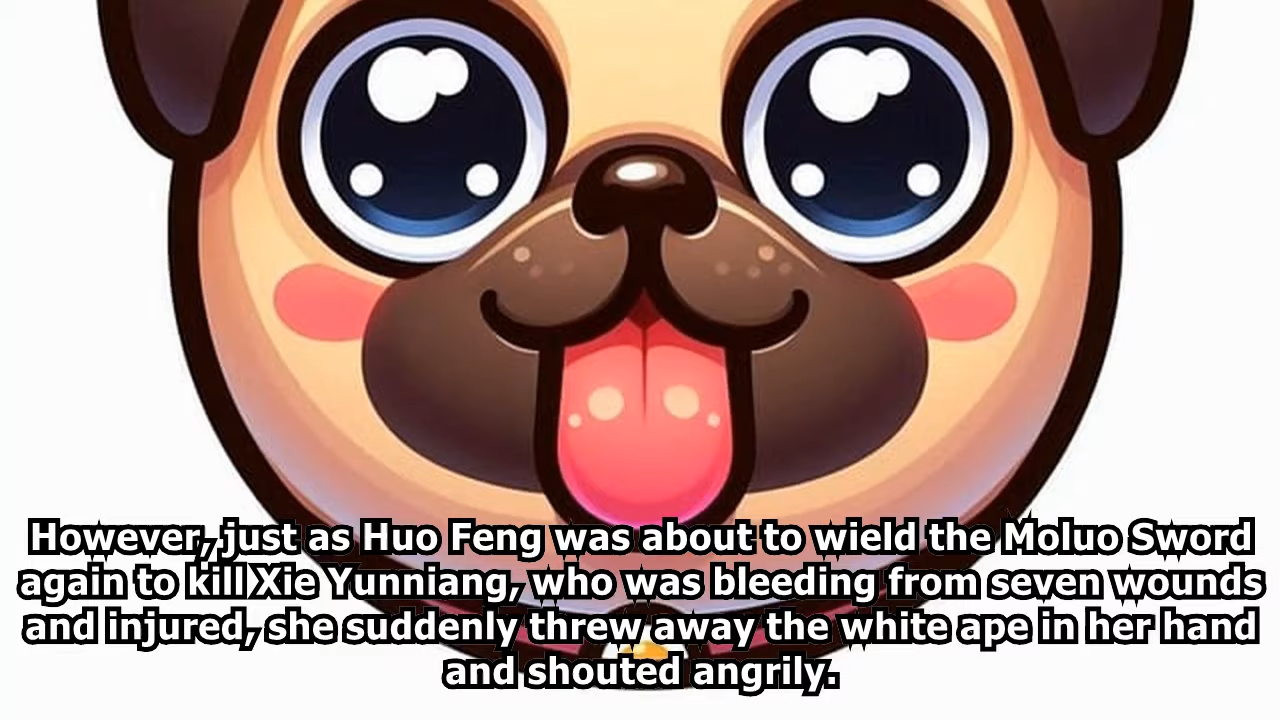 However, just as Huo Feng was about to wield the Moluo Sword
again to kill Xie Yunniang, who was bleeding from seven wounds
and injured, she suddenly threw away the white ape in her hand
and shouted angrily.